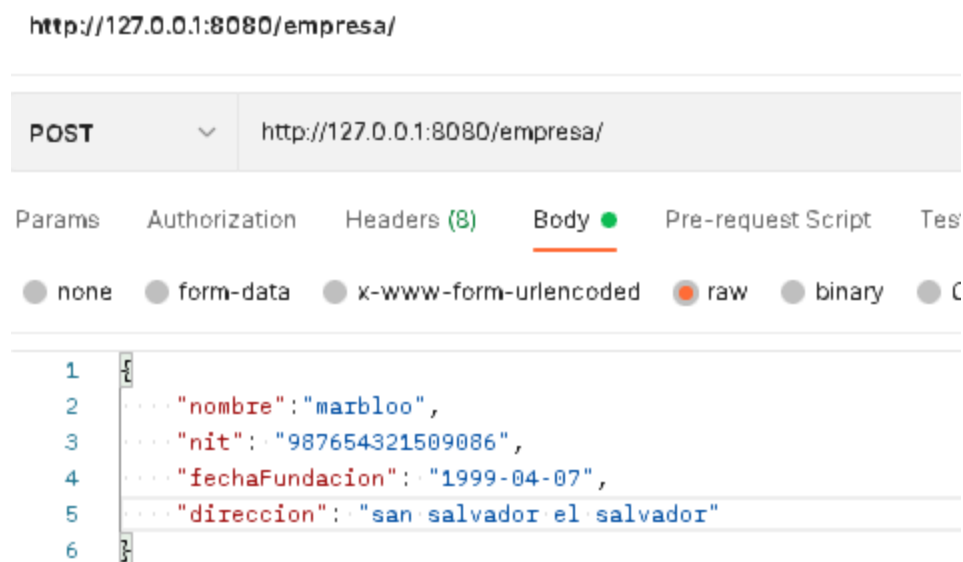 http://127.0.0.1:8080/empresa/
POST http://127.0.0.1:8080/empresa/
Params Authorization Headers (8) Body Pre-request Script
none form-data x-www-form-urlencoded raw binary
1 {
2 "nombre":"marbloo",
3 "nit": "987654321509086",
4 "fechaFundacion": "1999-04-07",
5 "direccion": "san salvador el salvador"
6 }